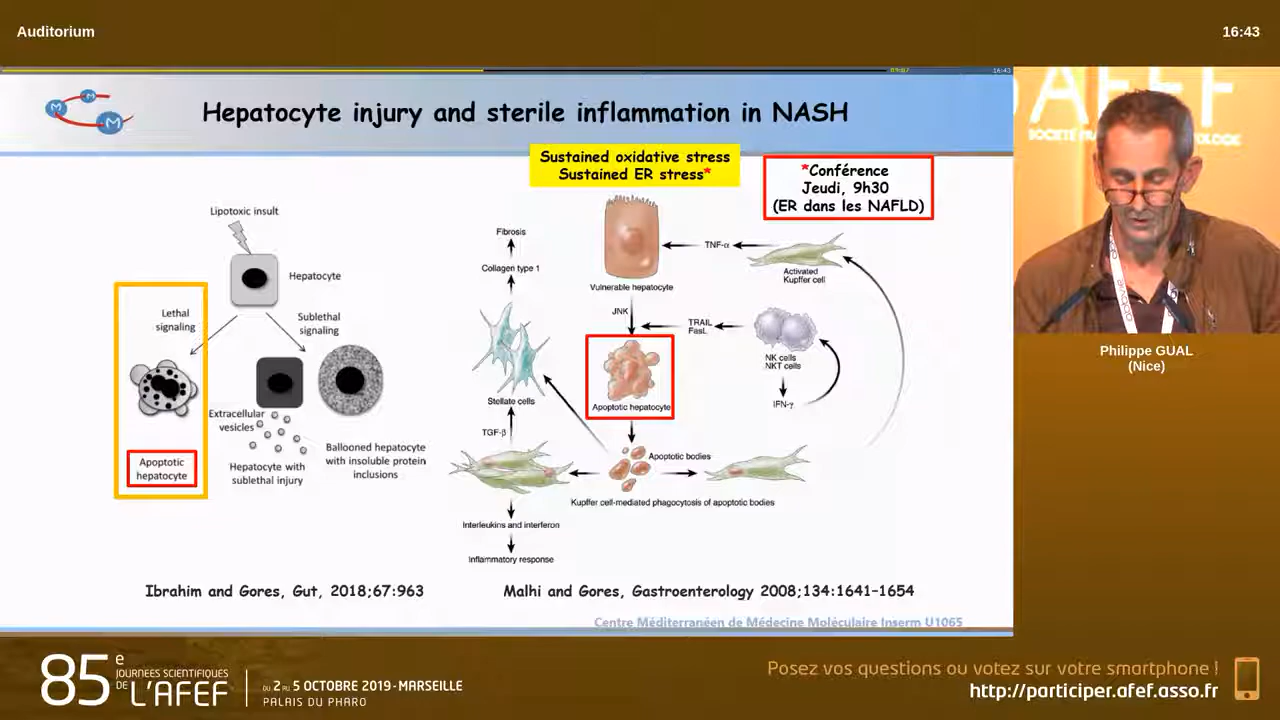 Auditorium
16:43
09:07
16:43
M
M
M
Hepatocyte injury and sterile inflammation in NASH
Sustained oxidative stress
Sustained ER stress*
*Conférence
Jeudi, 9h30
(ER dans les NAFLD)
Lipotoxic insult
Hepatocyte
Lethal
signaling
Sublethal
signaling
Extracellular
vesicles
Apoptotic
hepatocyte
Hepatocyte with
sublethal injury
Ballooned hepatocyte
with insoluble protein
inclusions
Fibrosis
Collagen type 1
Stellate cells
TGF-β
Interleukins and interferon
Inflammatory response
Vulnerable hepatocyte
TNF-α
Activated
Kupffer cell
JNK
TRAIL
FasL
NK cells
NKT cells
IFN-γ
Apoptotic hepatocyte
Apoptotic bodies
Kupffer cell-mediated phagocytosis of apoptotic bodies
Ibrahim and Gores, Gut, 2018;67:963
Malhi and Gores, Gastroenterology 2008;134:1641–1654
Centre Méditerranéen de Médecine Moléculaire Inserm U1065
AFEF
Philippe GUAL
(Nice)
85e JOURNÉES SCIENTIFIQUES
DE L'AFEF
DU 2 AU 5 OCTOBRE 2019 - MARSEILLE
PALAIS DU PHARO
Posez vos questions ou votez sur votre smartphone !
http://participer.afef.asso.fr